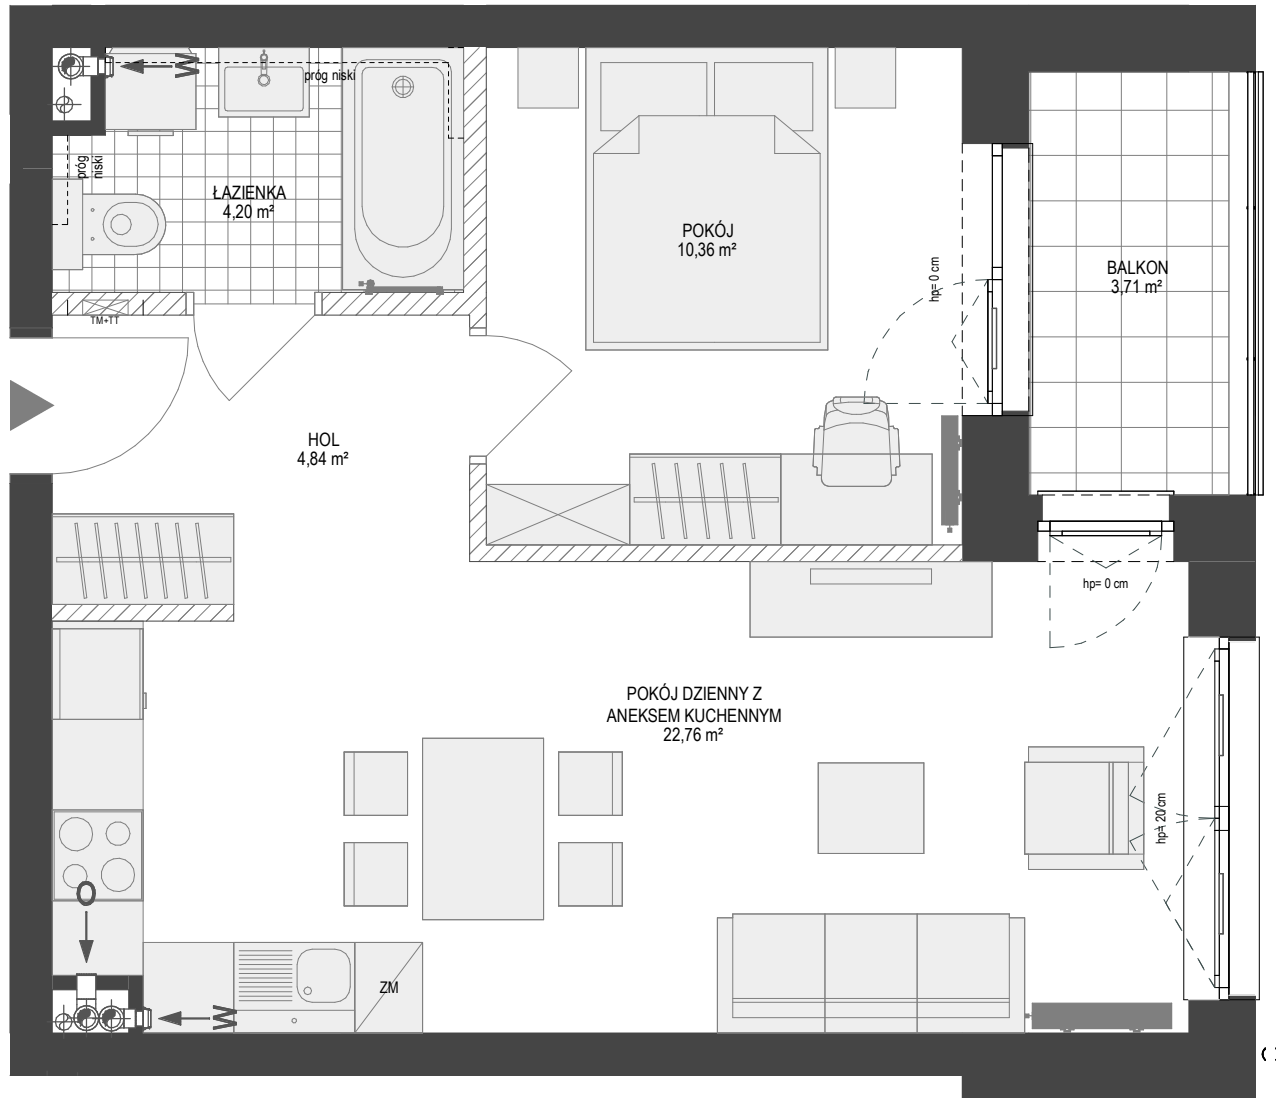 W
próg niski
próg
niski
ŁAZIENKA
4,20 m²
TM+TT
POKÓJ
10,36 m²
hp= 0 cm
BALKON
3,71 m²
HOL
4,84 m²
hp= 0 cm
POKÓJ DZIENNY Z
ANEKSEM KUCHENNYM
22,76 m²
hp= 20 cm
O
ZM
W